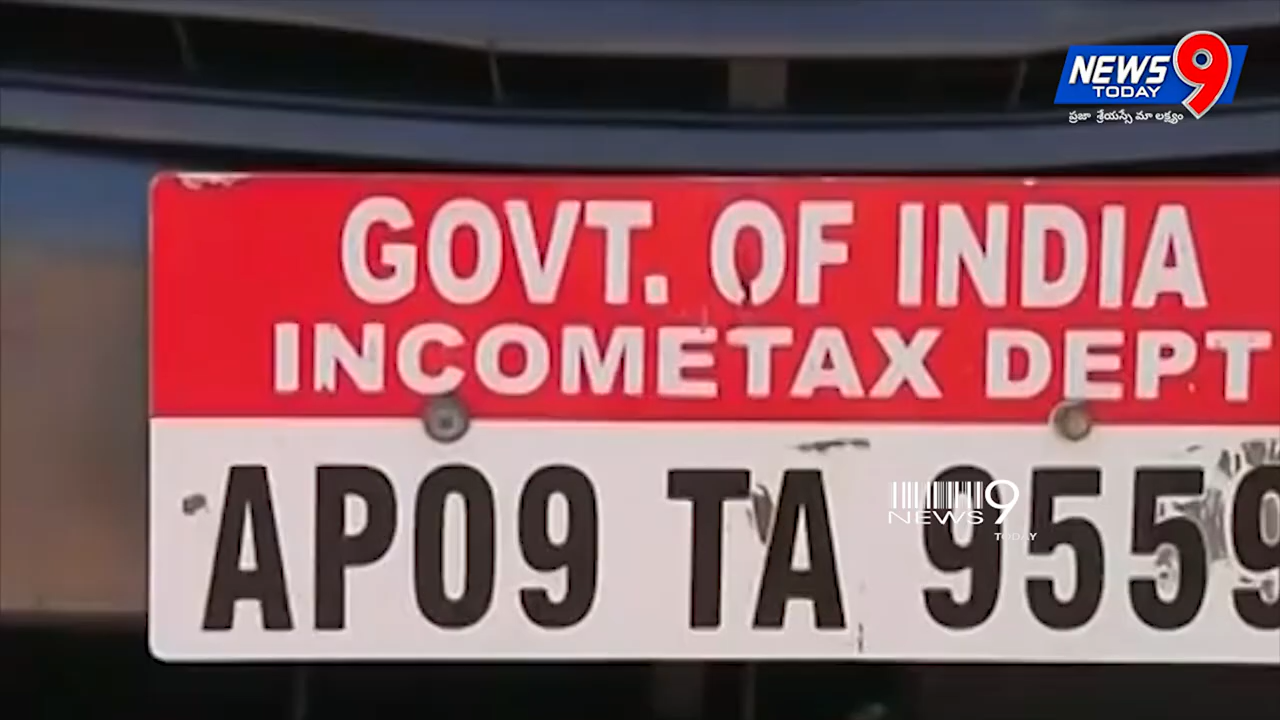 NEWS 9
TODAY
ప్రజా శ్రేయస్సే మా లక్ష్యం
GOVT. OF INDIA
INCOMETAX DEPT
AP09 TA 9559
NEWS 9
TODAY